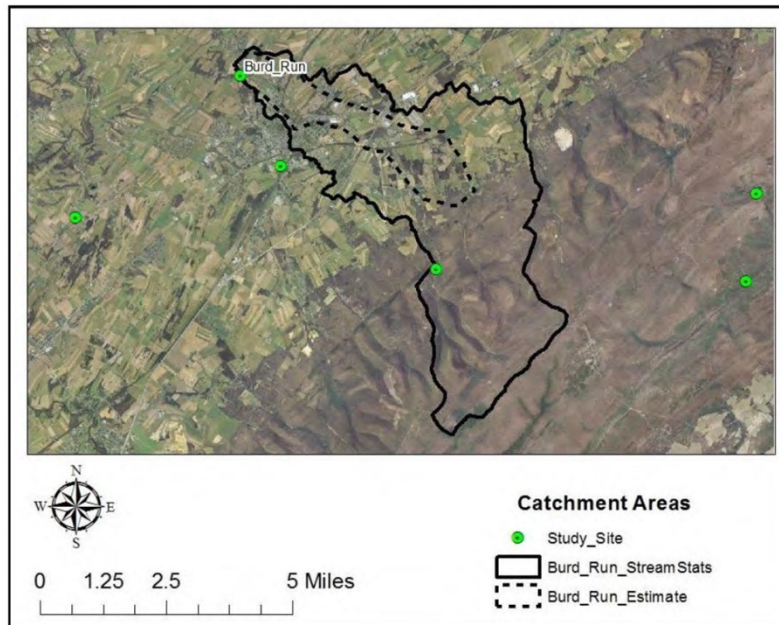 Burd_Run
N
W E
S
0 1.25 2.5 5 Miles
Catchment Areas
Study_Site
Burd_Run_StreamStats
Burd_Run_Estimate